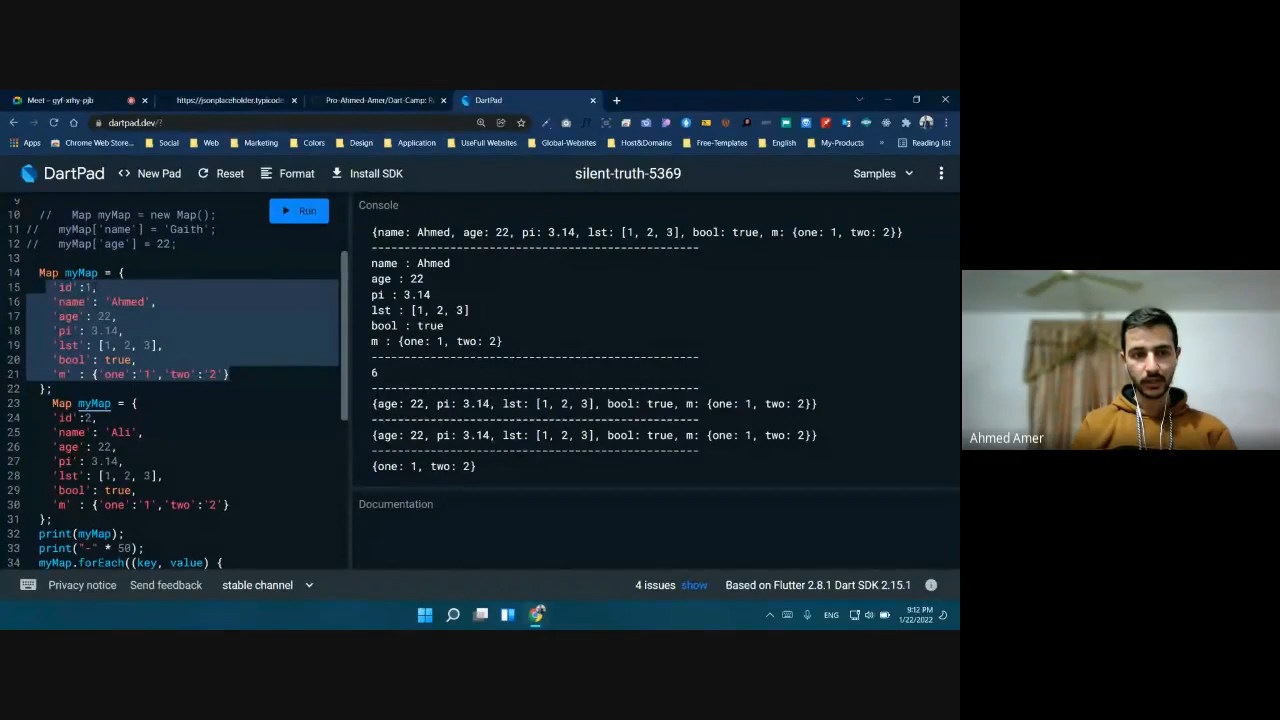 Meet – gyf-xrhy-pjb
https://jsonplaceholder.typicode
Pro-Ahmed-Amer/Dart-Camp: R
DartPad
dartpad.dev/?
Apps
Chrome Web Store...
Social
Web
Marketing
Colors
Design
Application
UseFull Websites
Global-Websites
Host&Domains
Free-Templates
English
My-Products
»
Reading list
DartPad
<> New Pad
Reset
Format
Install SDK
silent-truth-5369
Samples
9
10 // Map myMap = new Map();
11 // myMap['name'] = 'Gaith';
12 // myMap['age'] = 22;
13
14 Map myMap = {
15 'id':1,
16 'name': 'Ahmed',
17 'age': 22,
18 'pi': 3.14,
19 'lst': [1, 2, 3],
20 'bool': true,
21 'm' : {'one':'1','two':'2'}
22 };
23 Map myMap = {
24 'id':2,
25 'name': 'Ali',
26 'age': 22,
27 'pi': 3.14,
28 'lst': [1, 2, 3],
29 'bool': true,
30 'm' : {'one':'1','two':'2'}
31 };
32 print(myMap);
33 print("-" * 50);
34 myMap.forEach((key, value) {
Run
Console
{name: Ahmed, age: 22, pi: 3.14, lst: [1, 2, 3], bool: true, m: {one: 1, two: 2}}
--------------------------------------------------
name : Ahmed
age : 22
pi : 3.14
lst : [1, 2, 3]
bool : true
m : {one: 1, two: 2}
--------------------------------------------------
6
--------------------------------------------------
{age: 22, pi: 3.14, lst: [1, 2, 3], bool: true, m: {one: 1, two: 2}}
--------------------------------------------------
{age: 22, pi: 3.14, lst: [1, 2, 3], bool: true, m: {one: 1, two: 2}}
--------------------------------------------------
{one: 1, two: 2}
Documentation
Privacy notice
Send feedback
stable channel
4 issues show
Based on Flutter 2.8.1 Dart SDK 2.15.1
ENG
9:12 PM
1/22/2022
Ahmed Amer